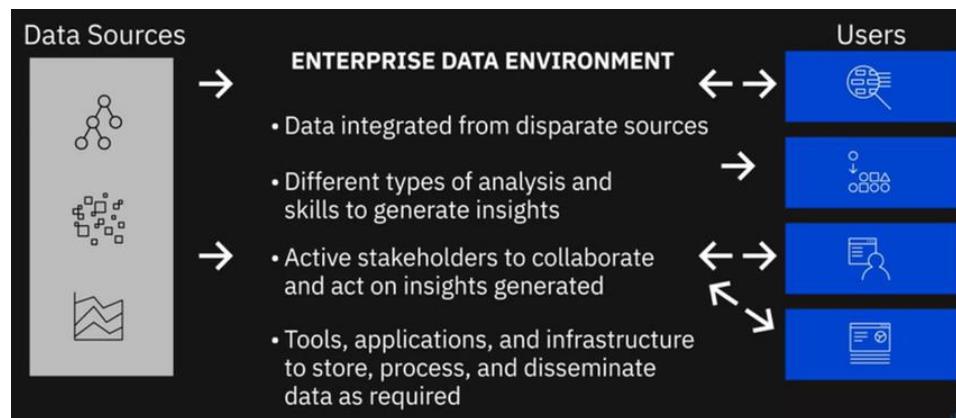 Data Sources
Users
ENTERPRISE DATA ENVIRONMENT
• Data integrated from disparate sources
• Different types of analysis and
skills to generate insights
• Active stakeholders to collaborate
and act on insights generated
• Tools, applications, and infrastructure
to store, process, and disseminate
data as required